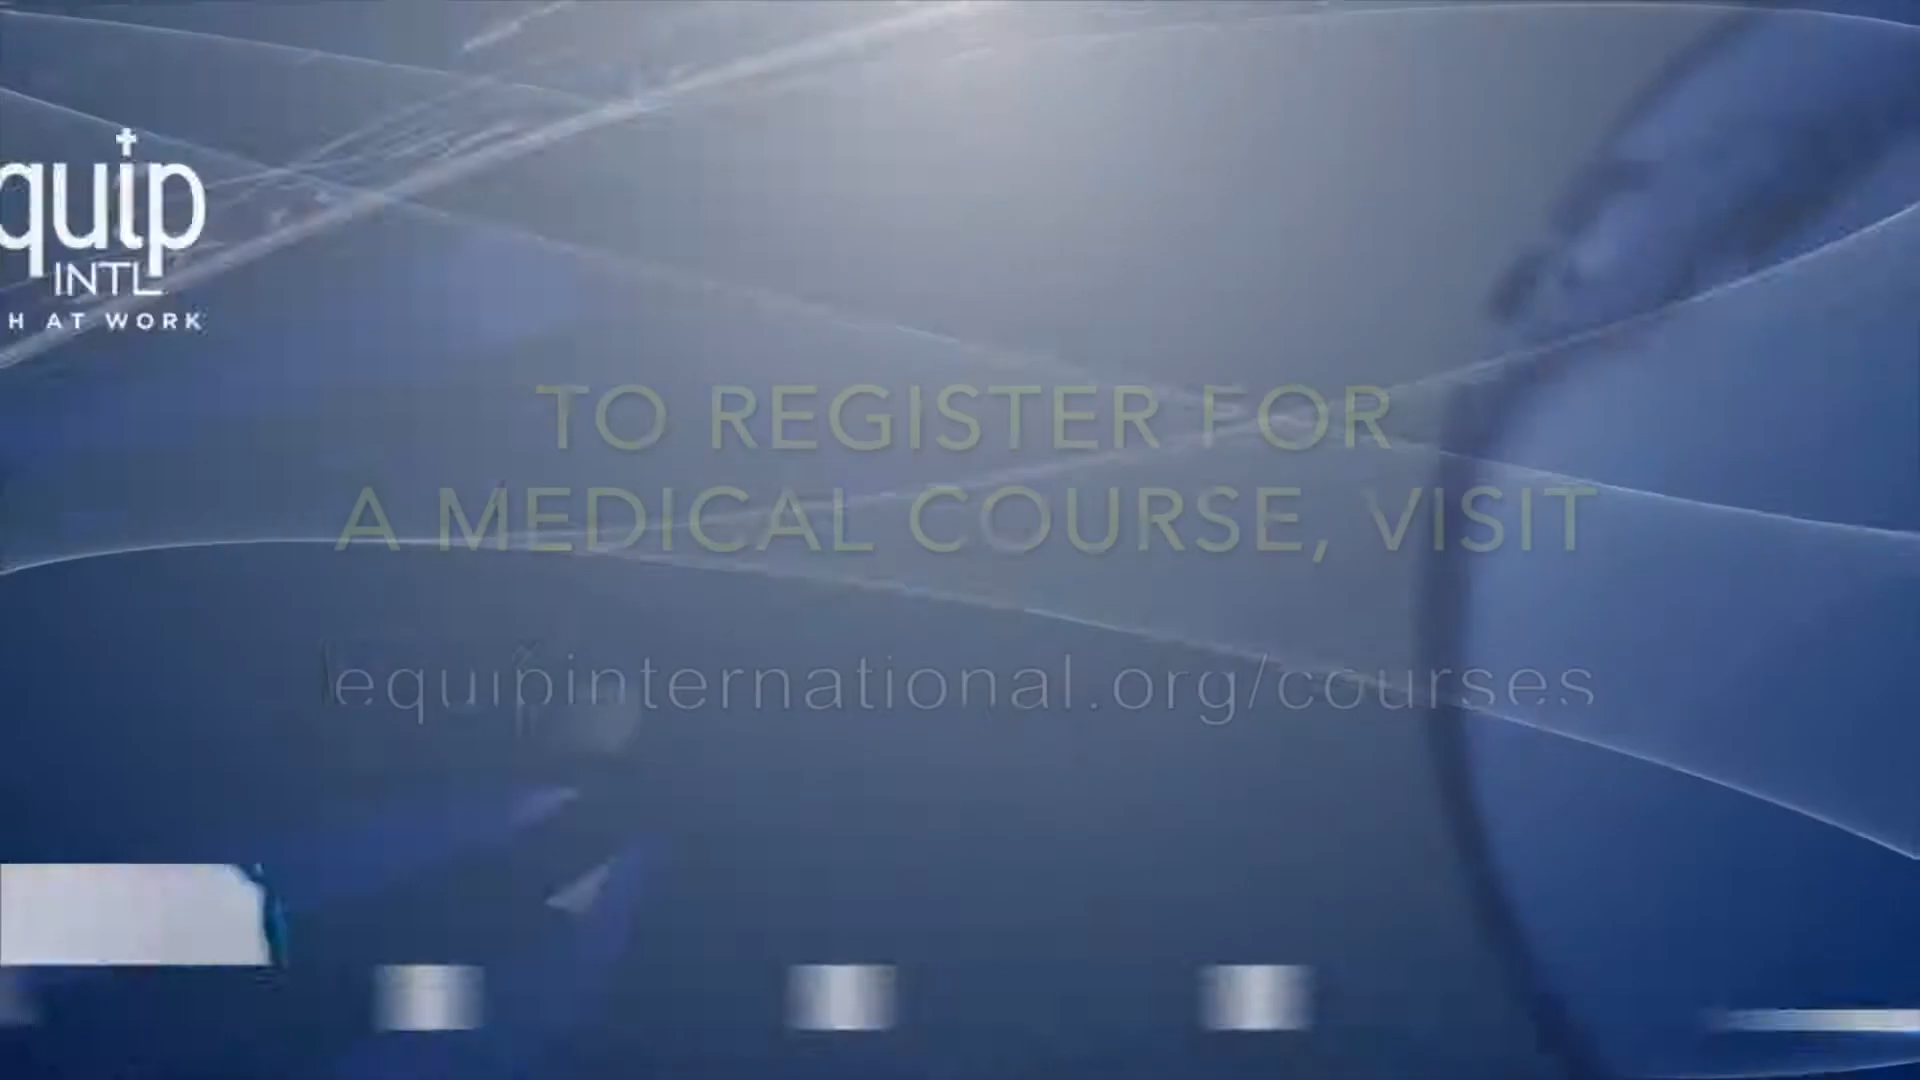 quip
INTL
H AT WORK
TO REGISTER FOR
A MEDICAL COURSE, VISIT
equipinternational.org/courses